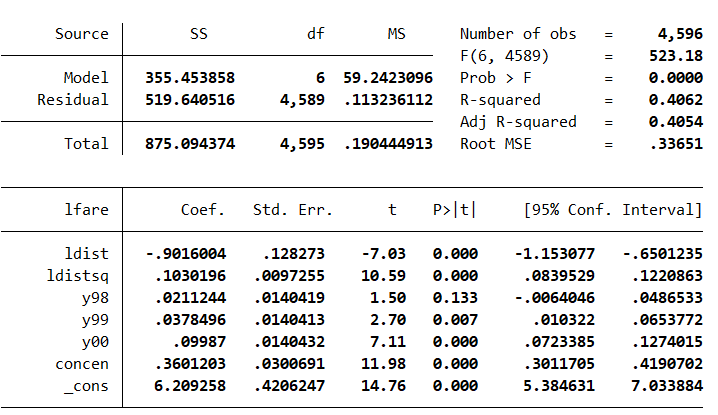 Source SS df MS Number of obs = 4,596
F(6, 4589) = 523.18
Model 355.453858 6 59.2423096 Prob > F = 0.0000
Residual 519.640516 4,589 .113236112 R-squared = 0.4062
Adj R-squared = 0.4054
Total 875.094374 4,595 .190444913 Root MSE = .33651
lfare Coef. Std. Err. t P>|t| [95% Conf. Interval]
ldist -.9016004 .128273 -7.03 0.000 -1.153077 -.6501235
ldistsq .1030196 .0097255 10.59 0.000 .0839529 .1220863
y98 .0211244 .0140419 1.50 0.133 -.0064046 .0486533
y99 .0378496 .0140413 2.70 0.007 .010322 .0653772
y00 .09987 .0140432 7.11 0.000 .0723385 .1274015
concen .3601203 .0300691 11.98 0.000 .3011705 .4190702
_cons 6.209258 .4206247 14.76 0.000 5.384631 7.033884